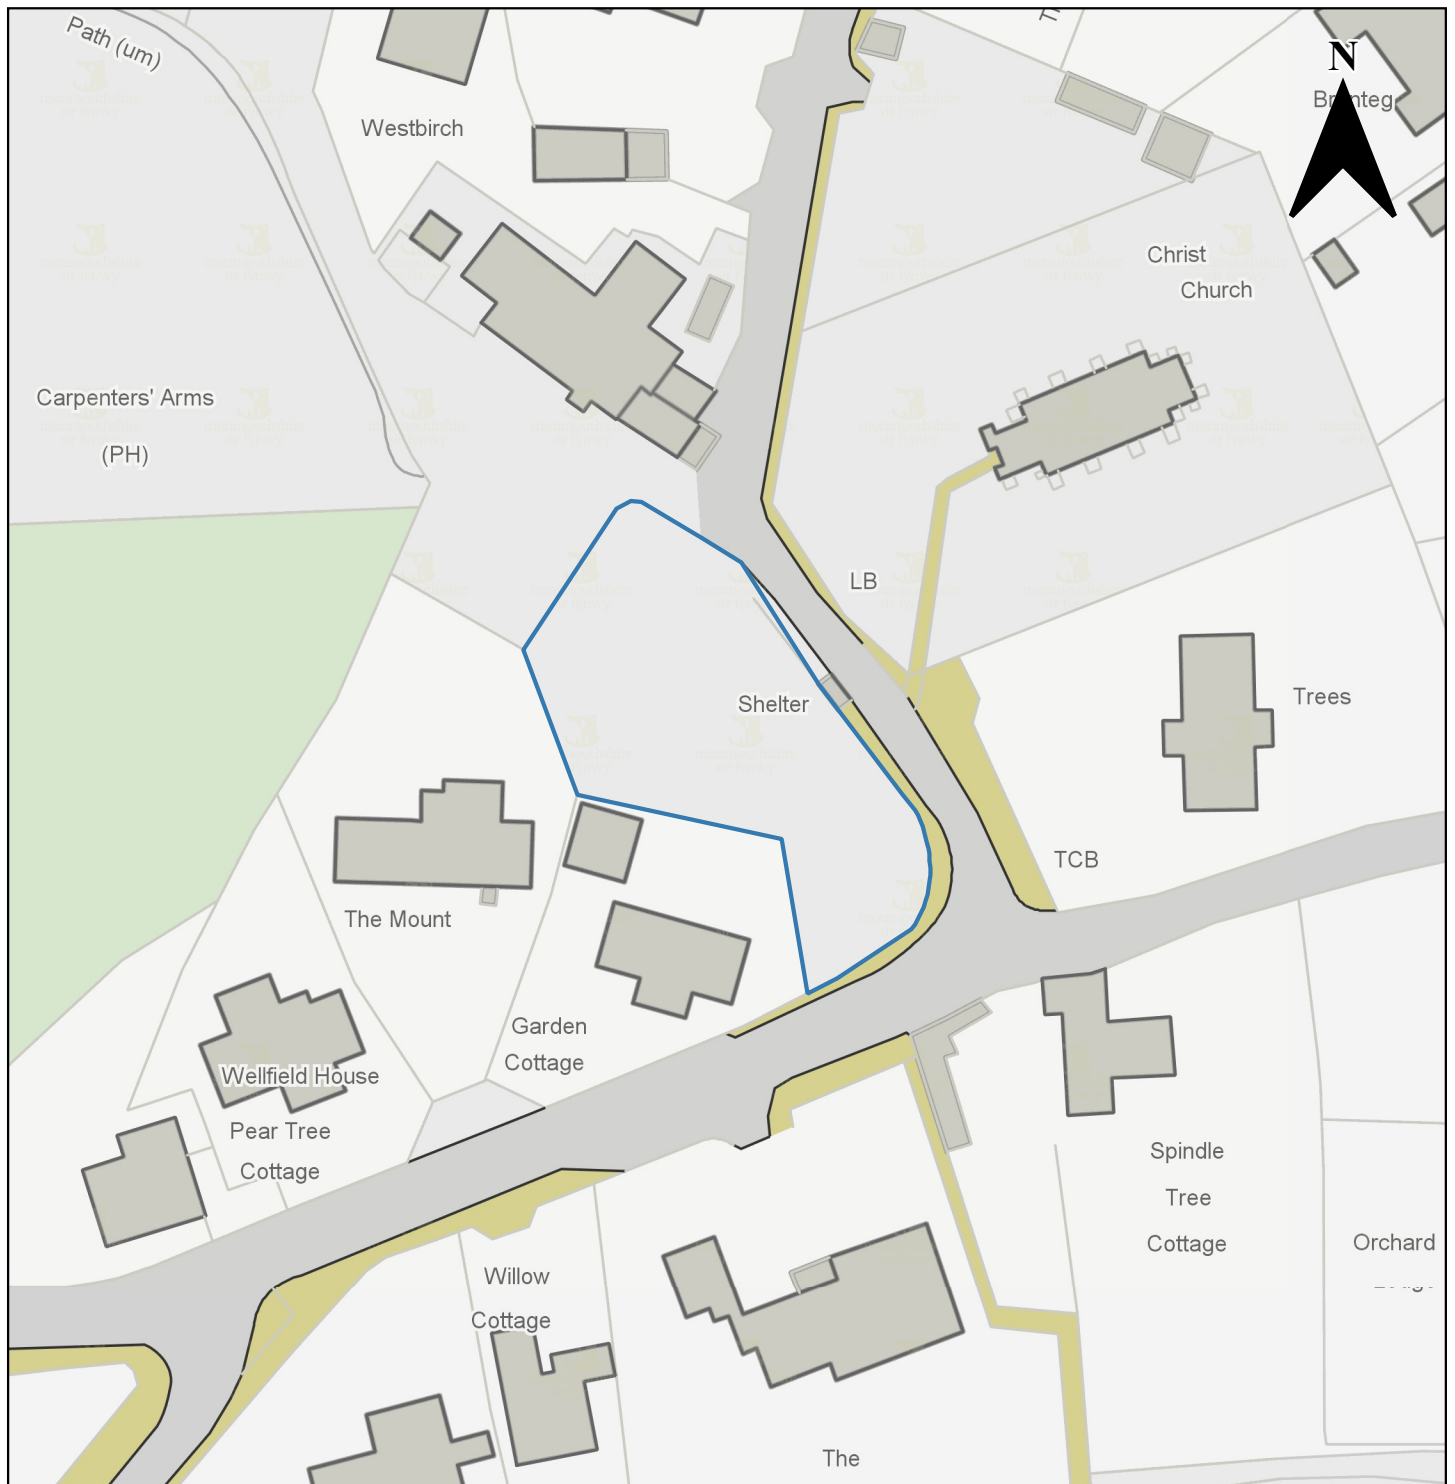 Path (um)
N
Westbirch
Christ
Church
Carpenters' Arms
(PH)
LB
Shelter
Trees
TCB
The Mount
Garden
Cottage
Wellfield House
Pear Tree
Cottage
Spindle
Tree
Cottage
Orchard
Willow
Cottage
The